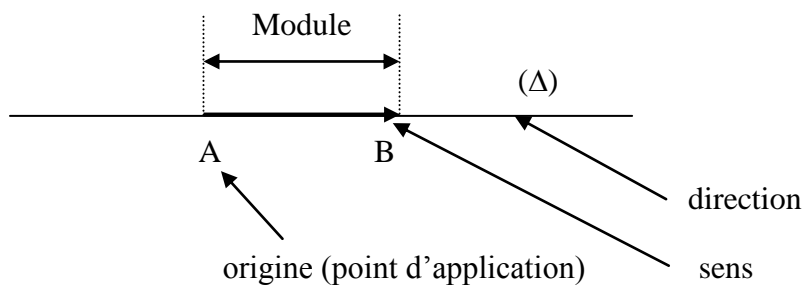 Module
(Δ)
A
B
direction
origine (point d’application)
sens